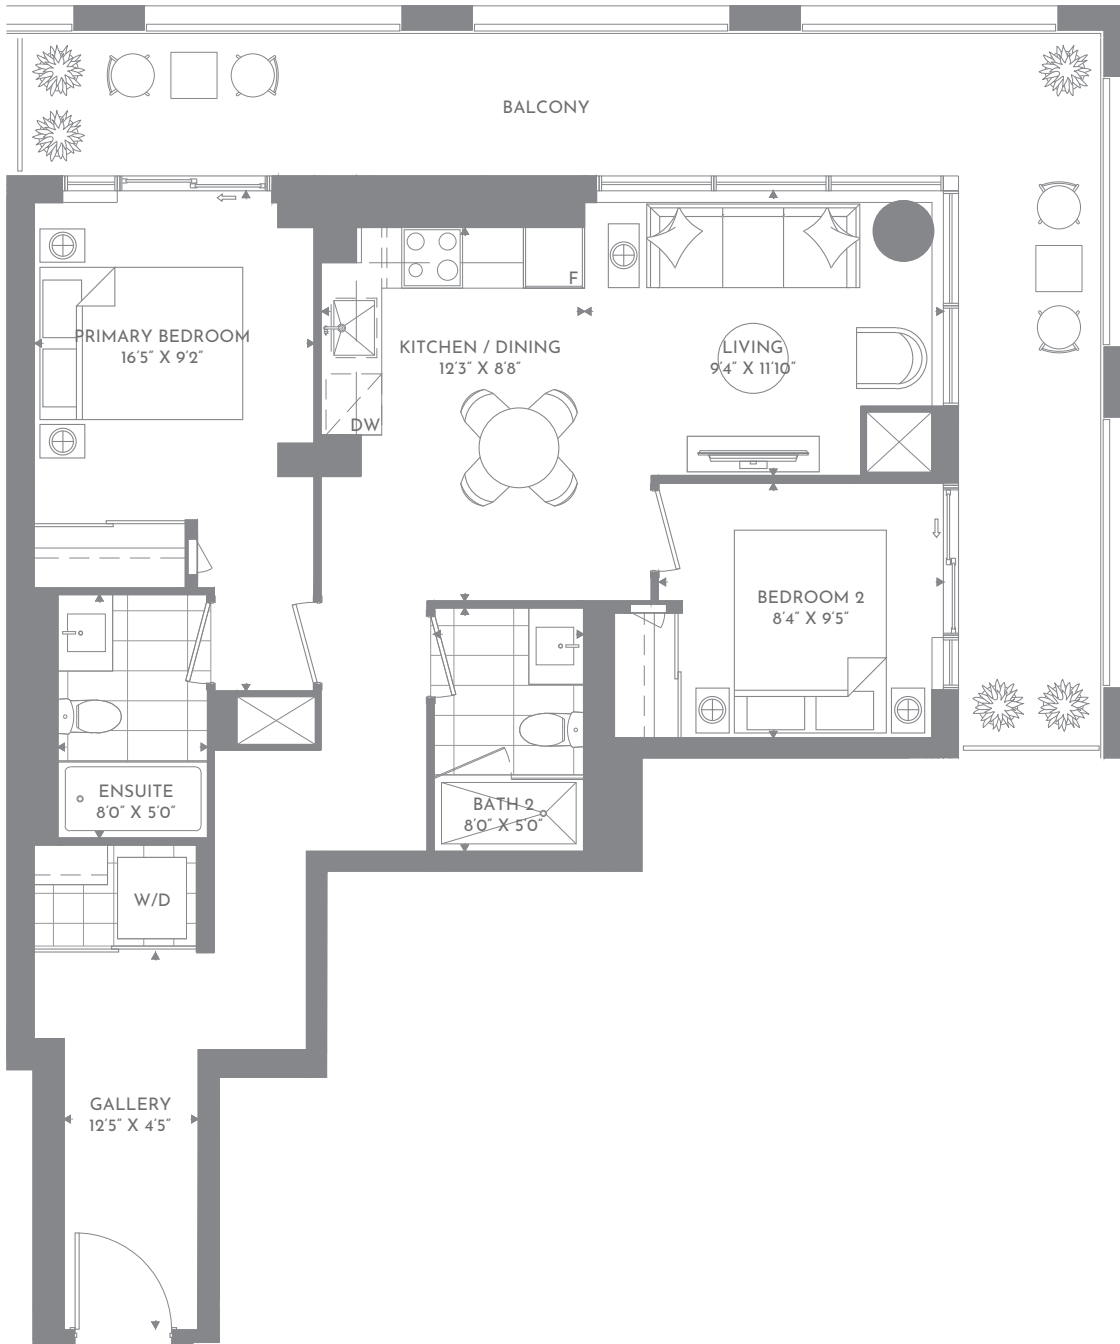 BALCONY
F
PRIMARY BEDROOM
16'5" X 9'2"
KITCHEN / DINING
12'3" X 8'8"
LIVING
9'4" X 11'10"
DW
BEDROOM 2
8'4" X 9'5"
ENSUITE
8'0" X 5'0"
BATH 2
8'0" X 5'0"
W/D
GALLERY
12'5" X 4'5"